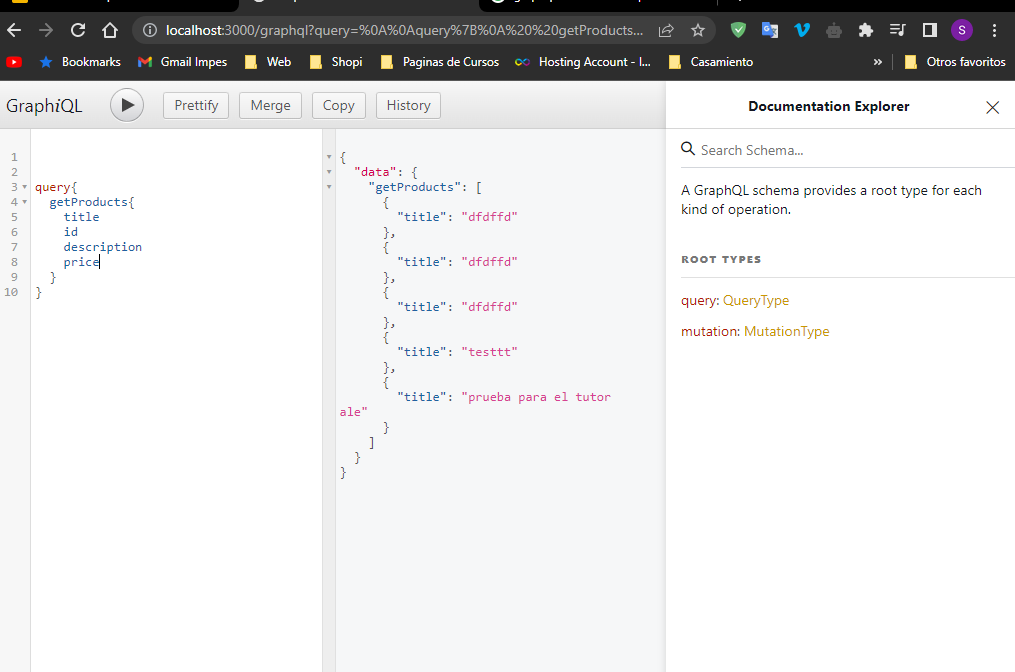 localhost:3000/graphql?query=%0A%0Aquery%7B%0A%20%20getProducts...
S
Bookmarks
Gmail Impes
Web
Shopi
Paginas de Cursos
Hosting Account - I...
Casamiento
»
Otros favoritos
GraphiQL
Prettify
Merge
Copy
History
Documentation Explorer
Search Schema...
A GraphQL schema provides a root type for each
kind of operation.
ROOT TYPES
query: QueryType
mutation: MutationType
1
2
3 query{
4 getProducts{
5 title
6 id
7 description
8 price
9 }
10 }
{
"data": {
"getProducts": [
{
"title": "dfdffd"
},
{
"title": "dfdffd"
},
{
"title": "dfdffd"
},
{
"title": "testtt"
},
{
"title": "prueba para el tutor
ale"
}
]
}
}